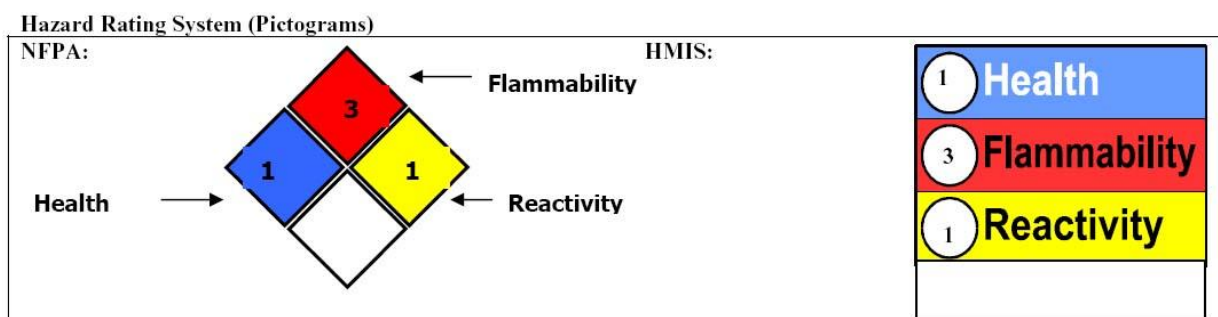 Hazard Rating System (Pictograms)
NFPA:
HMIS:
Flammability
3
1
1
Health
Reactivity
1 Health
3 Flammability
1 Reactivity